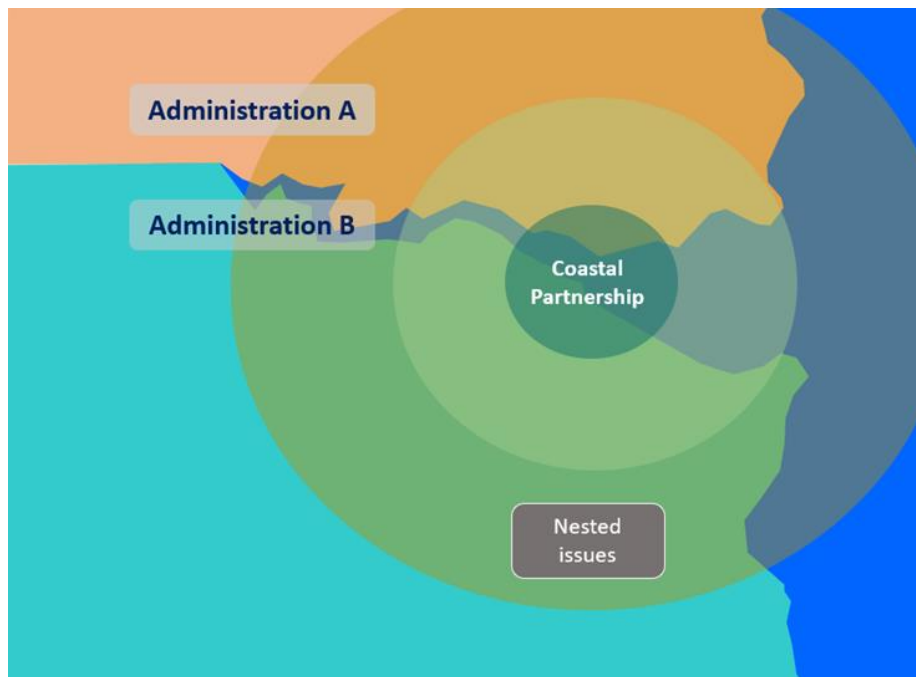 Administration A
Administration B
Coastal
Partnership
Nested
issues